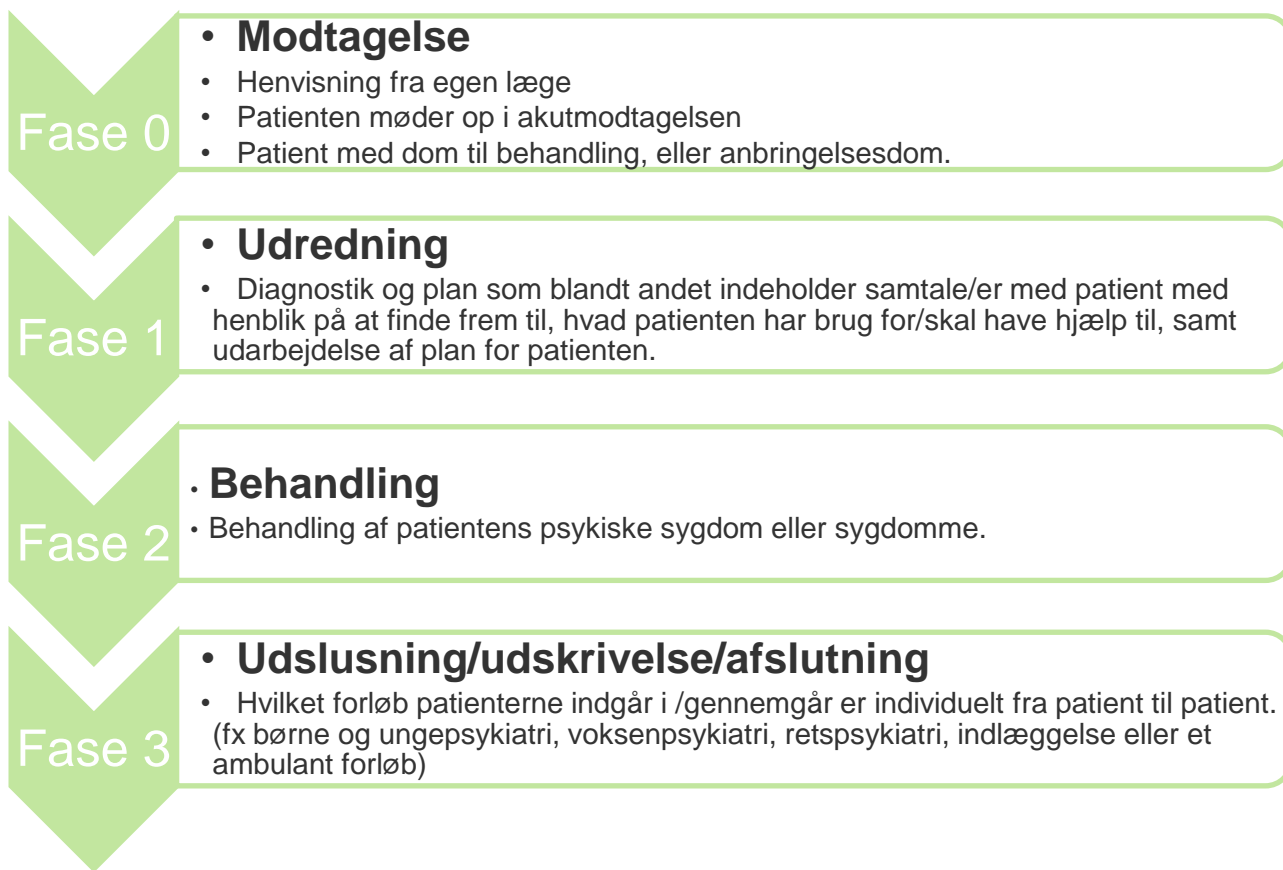 Fase 0
• Modtagelse
• Henvisning fra egen læge
• Patienten møder op i akutmodtagelsen
• Patient med dom til behandling, eller anbringelsesdom.
Fase 1
• Udredning
• Diagnostik og plan som blandt andet indeholder samtale/er med patient med
henblik på at finde frem til, hvad patienten har brug for/skal have hjælp til, samt
udarbejdelse af plan for patienten.
Fase 2
• Behandling
• Behandling af patientens psykiske sygdom eller sygdomme.
Fase 3
• Udslusning/udskrivelse/afslutning
• Hvilket forløb patienterne indgår i /gennemgår er individuelt fra patient til patient.
(fx børne og ungepsykiatri, voksenpsykiatri, retspsykiatri, indlæggelse eller et
ambulant forløb)